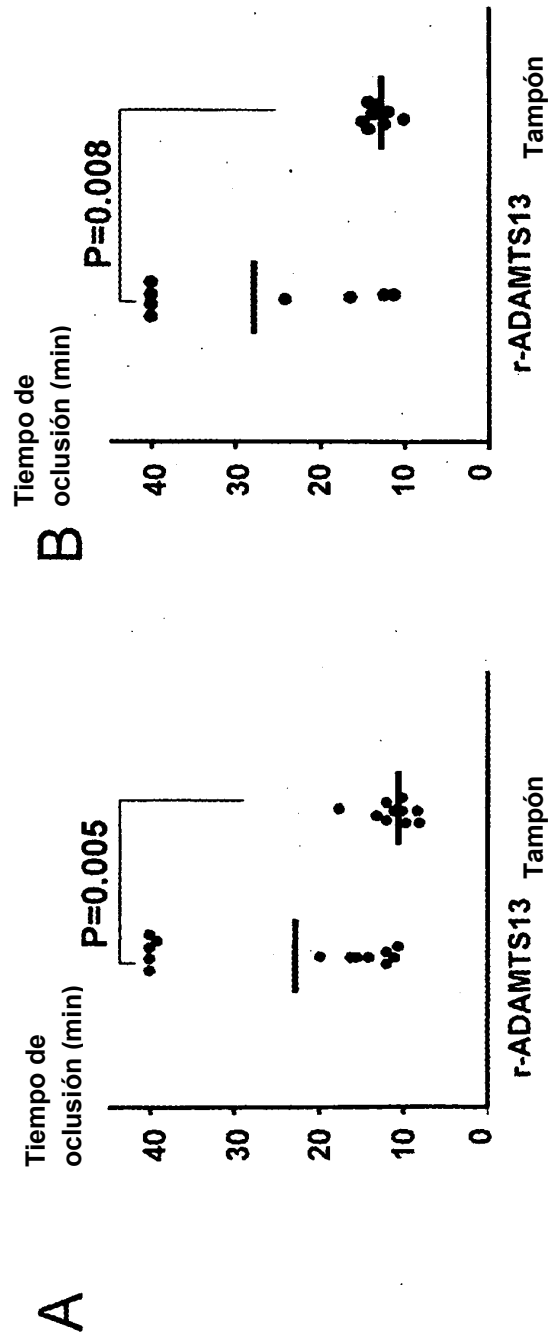 A
Tiempo de
oclusión (min)
P=0.005
40
30
20
10
0
r-ADAMTS13 Tampón
B
Tiempo de
oclusión (min)
P=0.008
40
30
20
10
0
r-ADAMTS13 Tampón